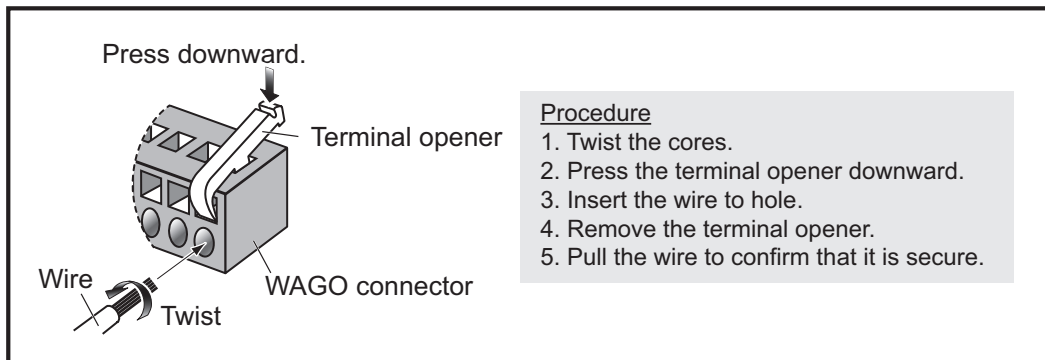 Press downward.
Terminal opener
Wire
Twist
WAGO connector
Procedure
1. Twist the cores.
2. Press the terminal opener downward.
3. Insert the wire to hole.
4. Remove the terminal opener.
5. Pull the wire to confirm that it is secure.